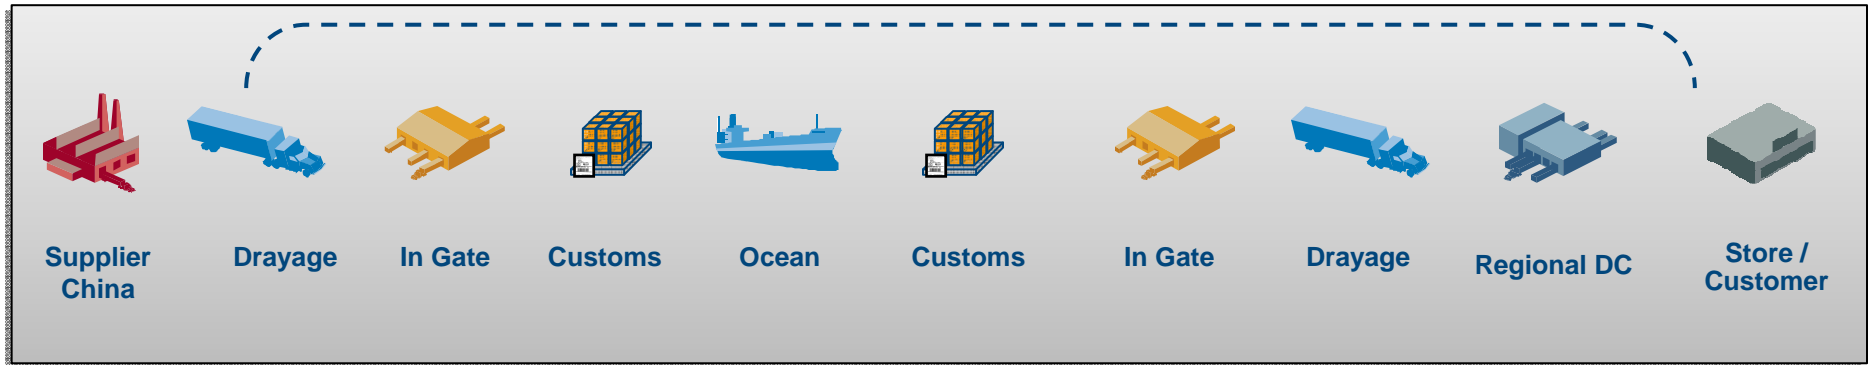 Supplier
China
Drayage
In Gate
Customs
Ocean
Customs
In Gate
Drayage
Regional DC
Store /
Customer